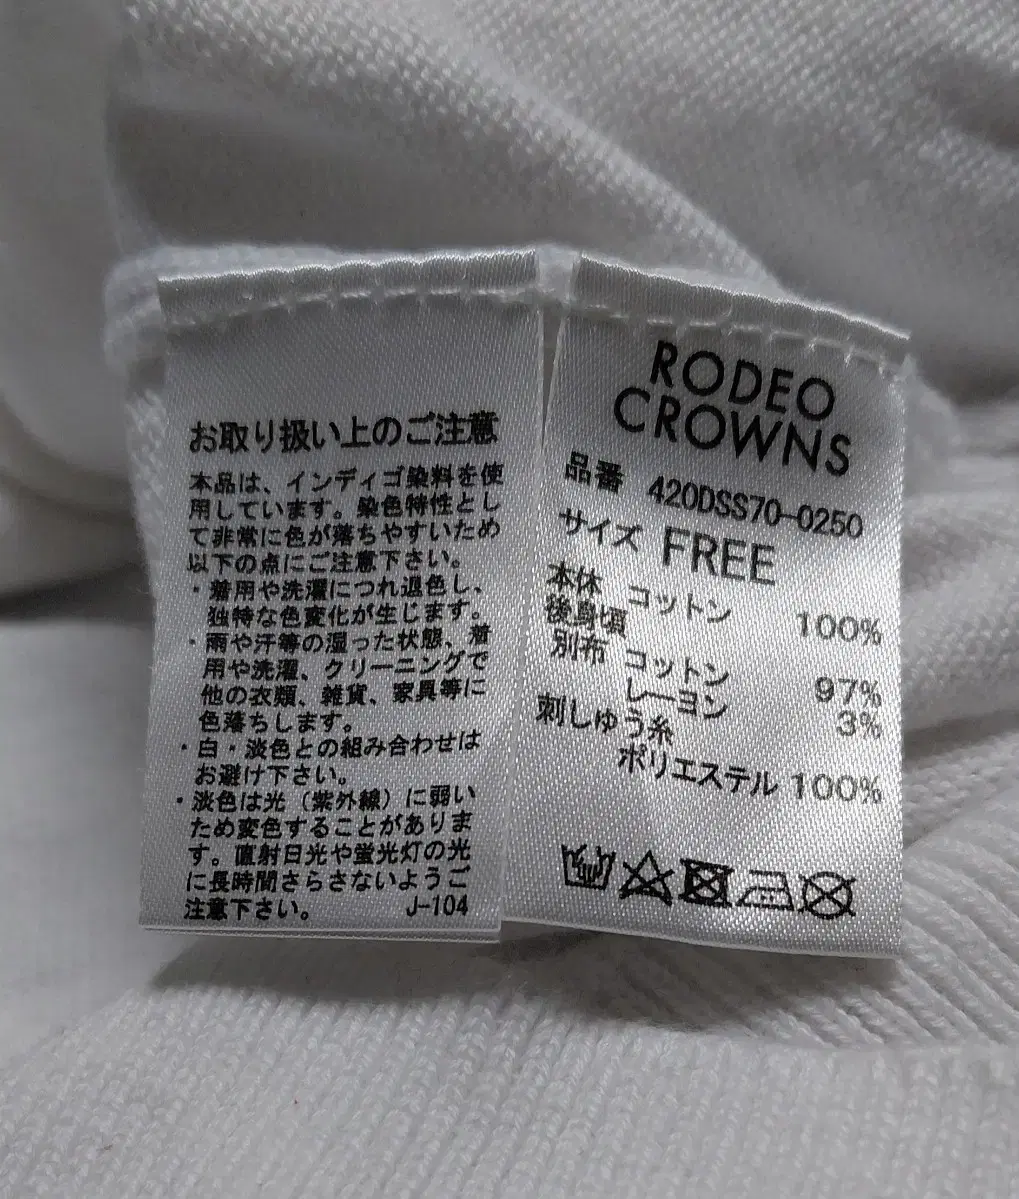 お取り扱い上のご注意
本品は、インディゴ染料を使
用しています。染色特性とし
て非常に色が落ちやすいため
以下の点にご注意下さい。
・着用や洗濯につれ退色し、
独特な色変化が生じます。
・雨や汗等の湿った状態、着
用や洗濯、クリーニングで
他の衣類、雑貨、家具等に
色落ちします。
・白・淡色との組み合わせは
お避け下さい。
・淡色は光（紫外線）に弱い
ため変色することがありま
す。直射日光や蛍光灯の光
に長時間さらさないようご
注意下さい。 J-104
RODEO
CROWNS
品番 420DSS70-0250
サイズ FREE
本体 コットン 100%
後身頃
別布 コットン 97%
レーヨン 3%
刺しゅう糸
ポリエステル 100%